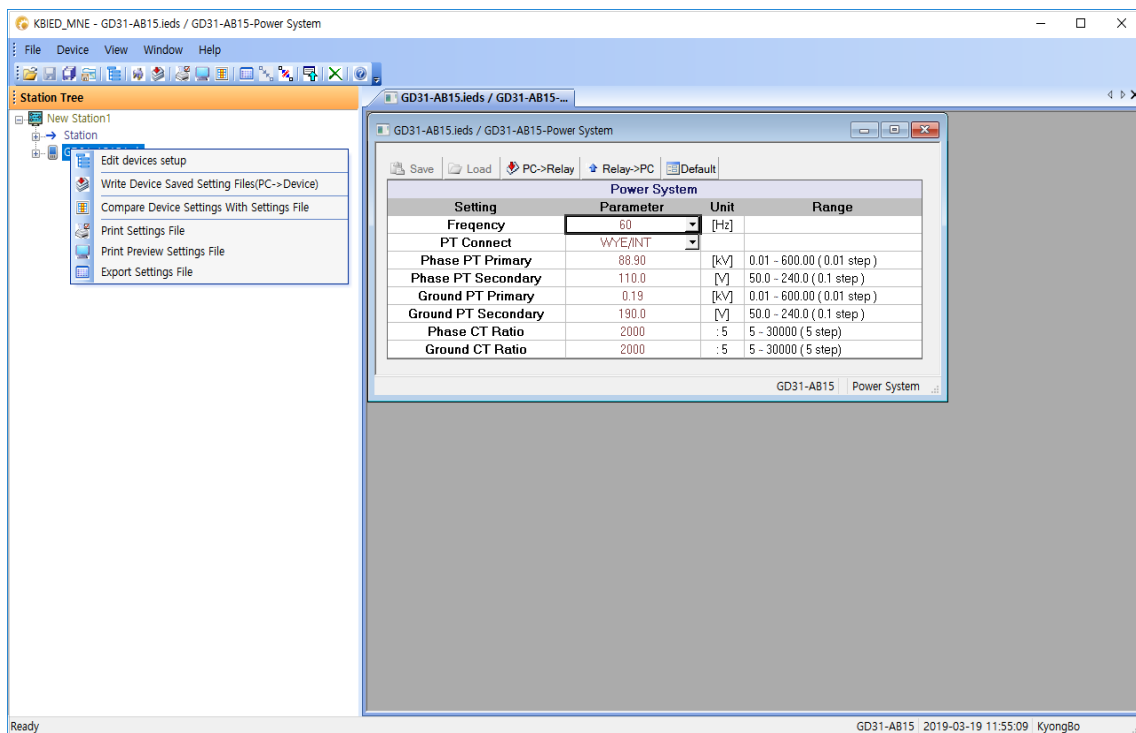 KBIED_MNE - GD31-AB15.ieds / GD31-AB15-Power System
File Device View Window Help
Station Tree
New Station1
Station
Edit devices setup
Write Device Saved Setting Files(PC->Device)
Compare Device Settings With Settings File
Print Settings File
Print Preview Settings File
Export Settings File
GD31-AB15.ieds / GD31-AB15-...
GD31-AB15.ieds / GD31-AB15-Power System
Save Load PC->Relay Relay->PC Default
Power System
Setting Parameter Unit Range
Freqency 60 [Hz]
PT Connect WYE/INT
Phase PT Primary 88.90 [kV] 0.01 - 600.00 ( 0.01 step )
Phase PT Secondary 110.0 [V] 50.0 - 240.0 ( 0.1 step )
Ground PT Primary 0.19 [kV] 0.01 - 600.00 ( 0.01 step )
Ground PT Secondary 190.0 [V] 50.0 - 240.0 ( 0.1 step )
Phase CT Ratio 2000 : 5 5 - 30000 ( 5 step)
Ground CT Ratio 2000 : 5 5 - 30000 ( 5 step)
GD31-AB15 Power System
Ready
GD31-AB15 2019-03-19 11:55:09 KyongBo